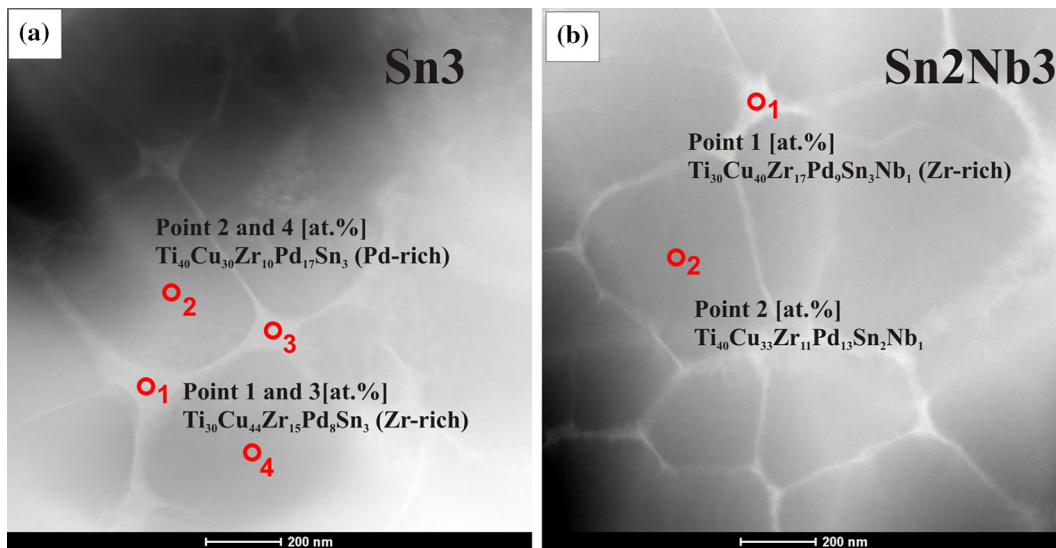 (a)
Sn3
Point 2 and 4 [at.%]
Ti₄₀Cu₃₀Zr₁₀Pd₁₇Sn₃ (Pd-rich)
2
3
1
Point 1 and 3[at.%]
Ti₃₀Cu₄₄Zr₁₅Pd₈Sn₃ (Zr-rich)
4
200 nm
(b)
Sn2Nb3
1
Point 1 [at.%]
Ti₃₀Cu₄₀Zr₁₇Pd₉Sn₃Nb₁ (Zr-rich)
2
Point 2 [at.%]
Ti₄₀Cu₃₃Zr₁₁Pd₁₃Sn₂Nb₁
200 nm